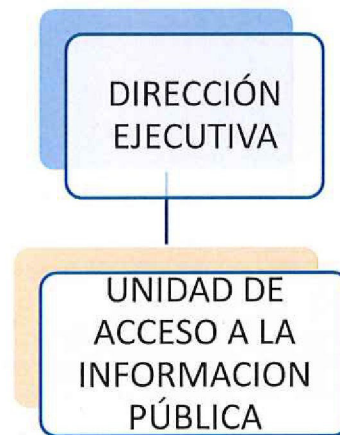 DIRECCIÓN
EJECUTIVA
UNIDAD DE
ACCESO A LA
INFORMACION
PÚBLICA